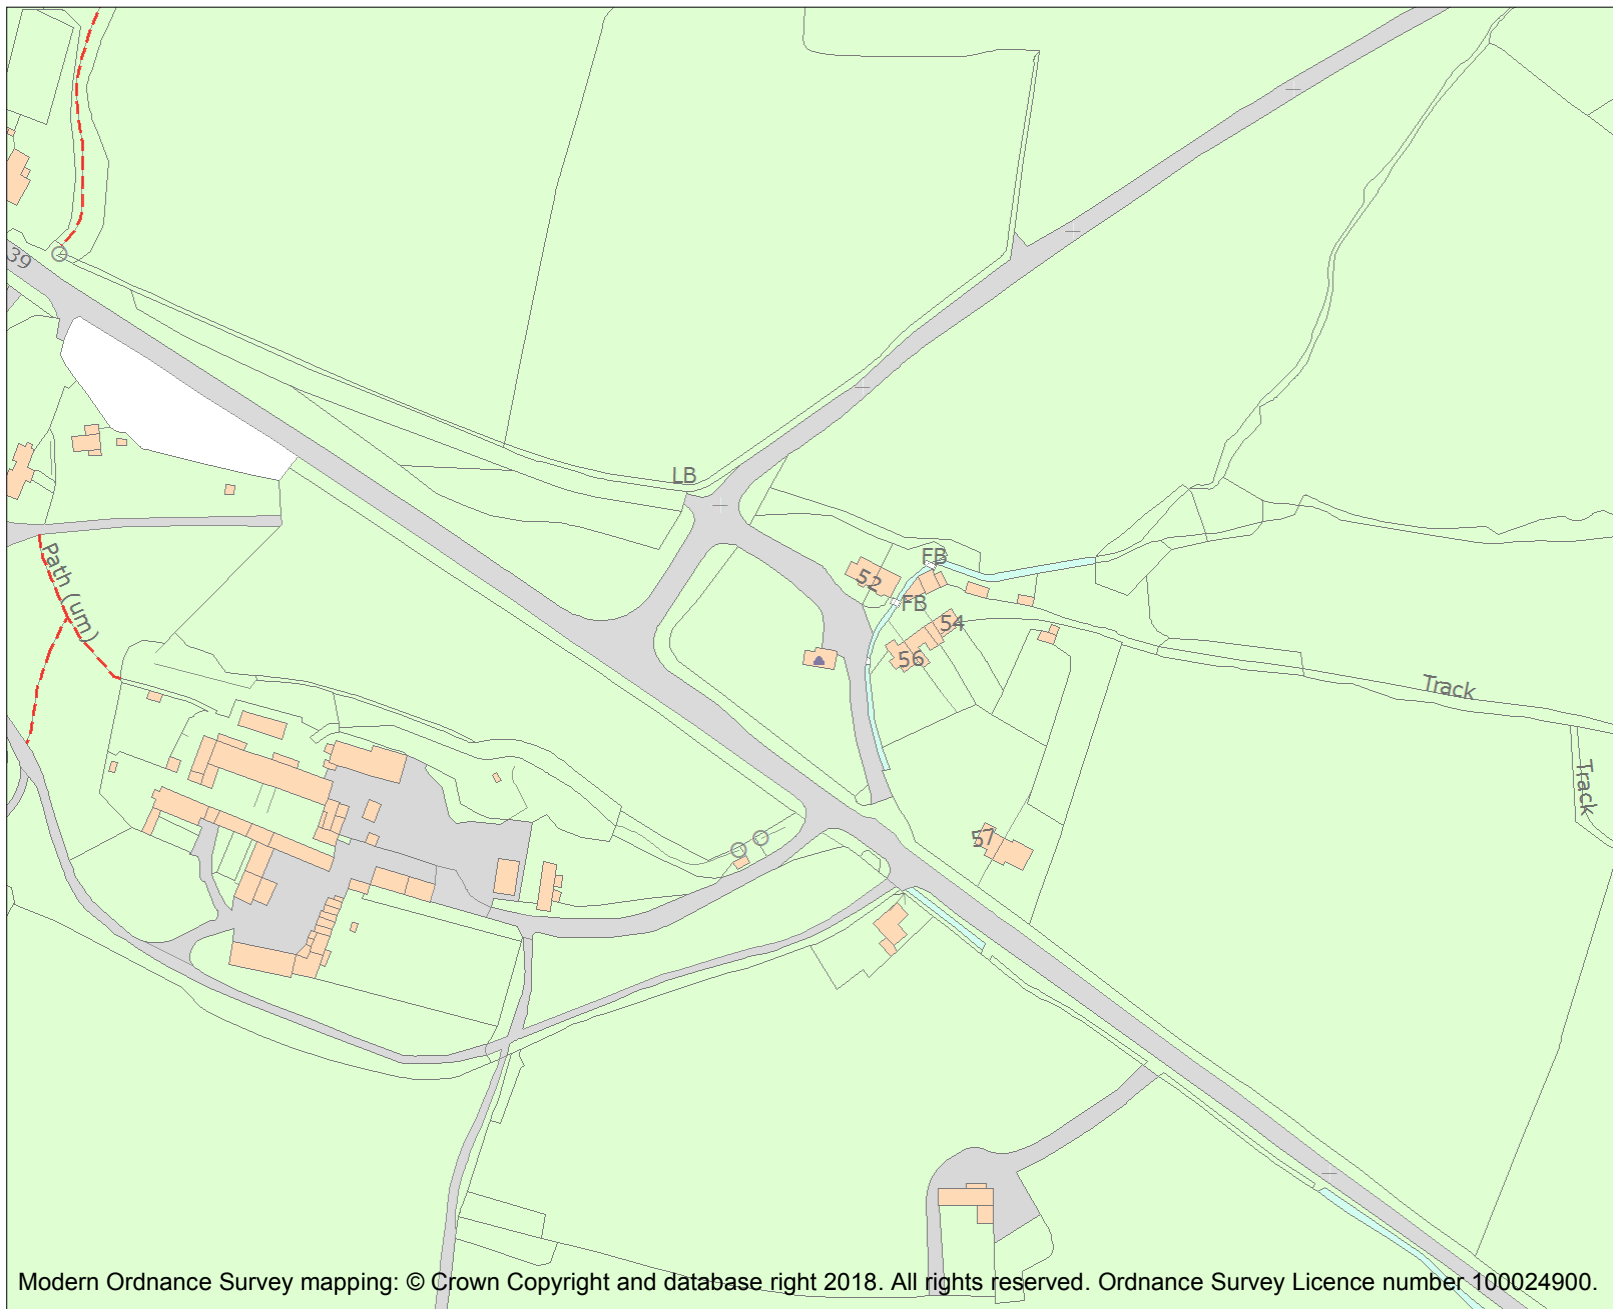 39
LB
Path (um)
FB
52
FB
54
56
Track
Track
57
Modern Ordnance Survey mapping: © Crown Copyright and database right 2018. All rights reserved. Ordnance Survey Licence number 100024900.